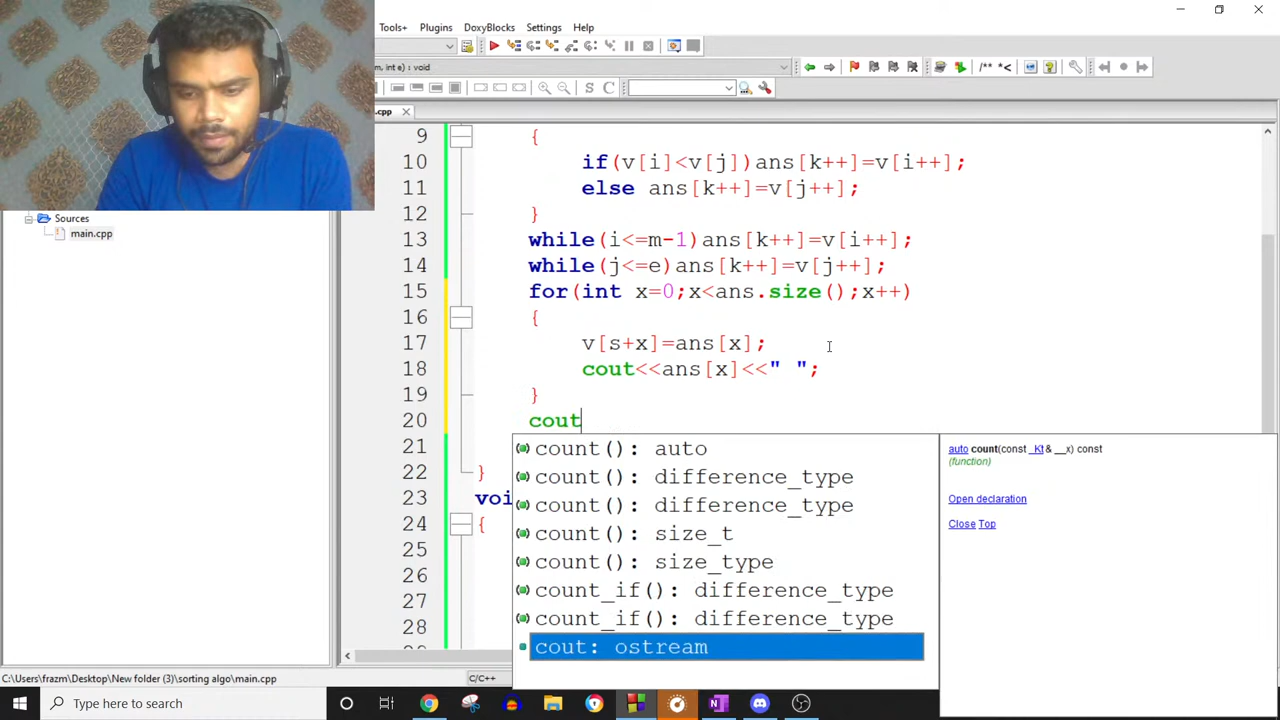 Tools+ Plugins DoxyBlocks Settings Help
m, int e) : void
/** *<
S C
.cpp ×
9 {
10 if(v[i]<v[j])ans[k++]=v[i++];
11 else ans[k++]=v[j++];
12 }
13 while(i<=m-1)ans[k++]=v[i++];
14 while(j<=e)ans[k++]=v[j++];
15 for(int x=0;x<ans.size();x++)
16 {
17 v[s+x]=ans[x];
18 cout<<ans[x]<<" ";
19 }
20 cout
21
22 }
23 voi
24 {
25
26
27
28
Sources
main.cpp
count(): auto
count(): difference_type
count(): difference_type
count(): size_t
count(): size_type
count_if(): difference_type
count_if(): difference_type
cout: ostream
auto count(const _Kt& __x) const
(function)
Open declaration
Close Top
C:\Users\frazm\Desktop\New folder (3)\sorting algo\main.cpp
C/C++
Type here to search